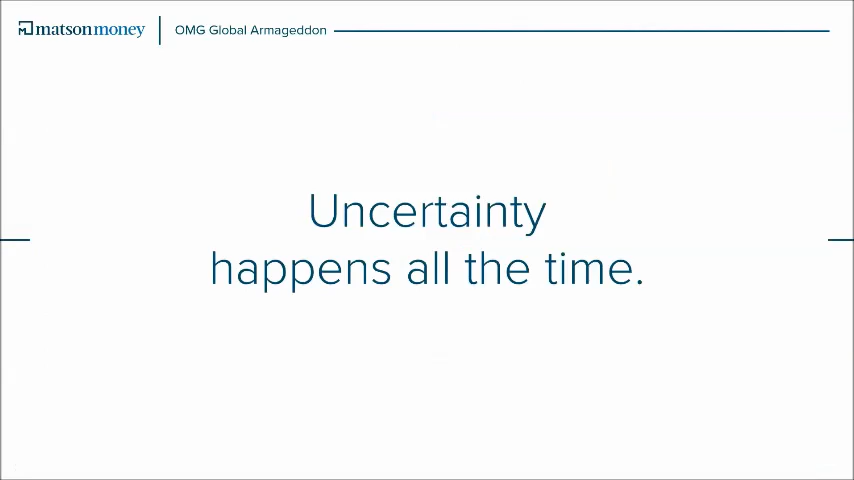 matsonmoney
OMG Global Armageddon
Uncertainty
happens all the time.